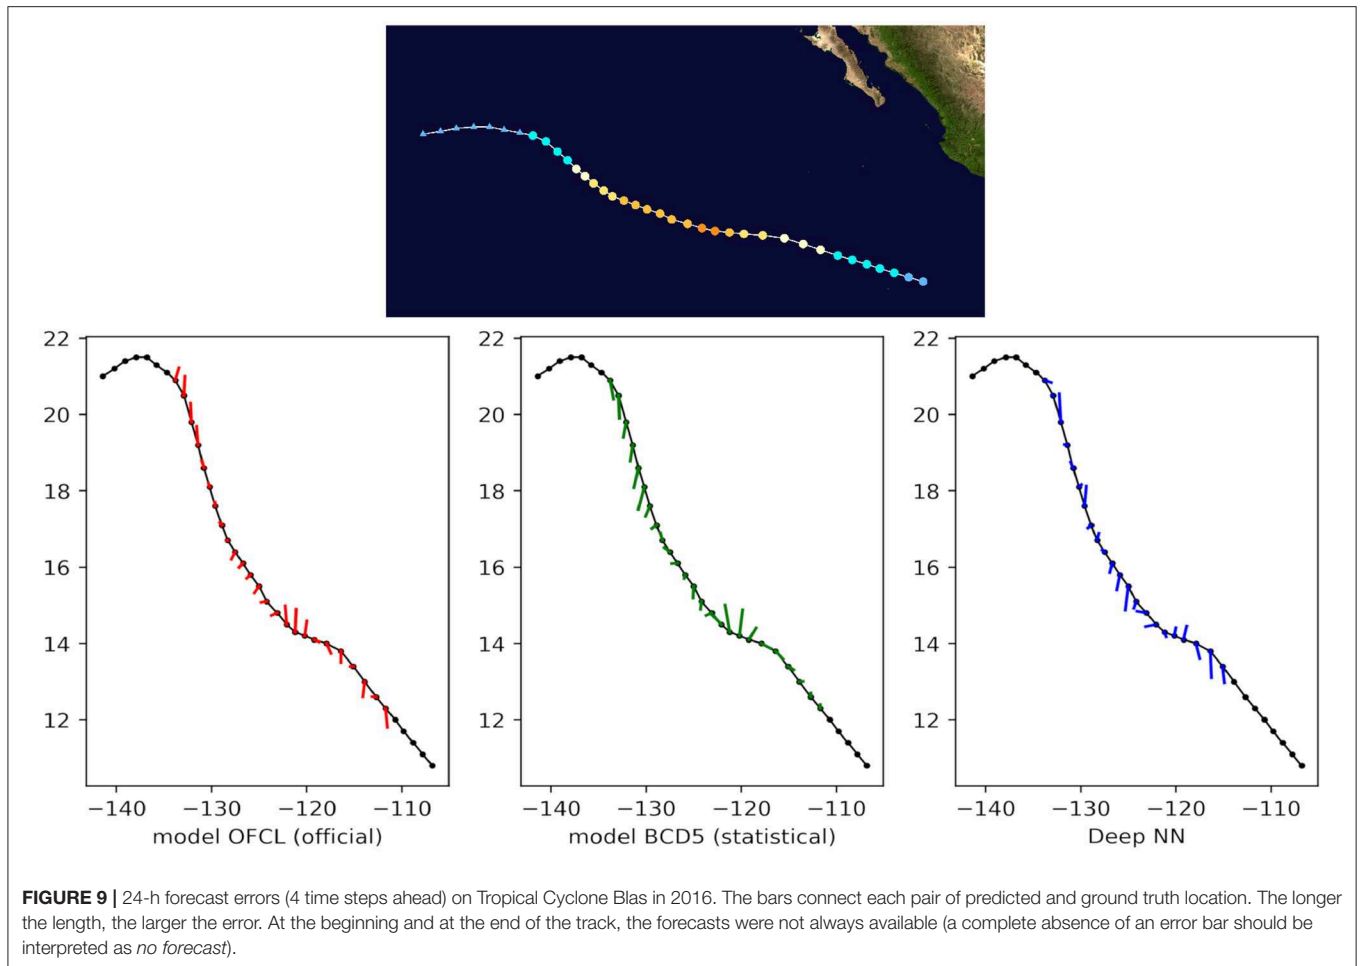 22
20
18
16
14
12
−140 −130 −120 −110
model OFCL (official)
22
20
18
16
14
12
−140 −130 −120 −110
model BCD5 (statistical)
22
20
18
16
14
12
−140 −130 −120 −110
Deep NN
FIGURE 9 | 24-h forecast errors (4 time steps ahead) on Tropical Cyclone Blas in 2016. The bars connect each pair of predicted and ground truth location. The longer
the length, the larger the error. At the beginning and at the end of the track, the forecasts were not always available (a complete absence of an error bar should be
interpreted as no forecast).